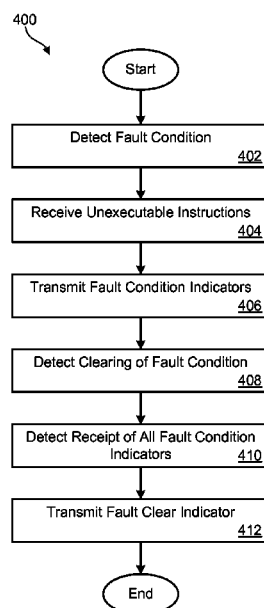 400
Start
Detect Fault Condition
402
Receive Unexecutable Instructions
404
Transmit Fault Condition Indicators
406
Detect Clearing of Fault Condition
408
Detect Receipt of All Fault Condition
Indicators
410
Transmit Fault Clear Indicator
412
End